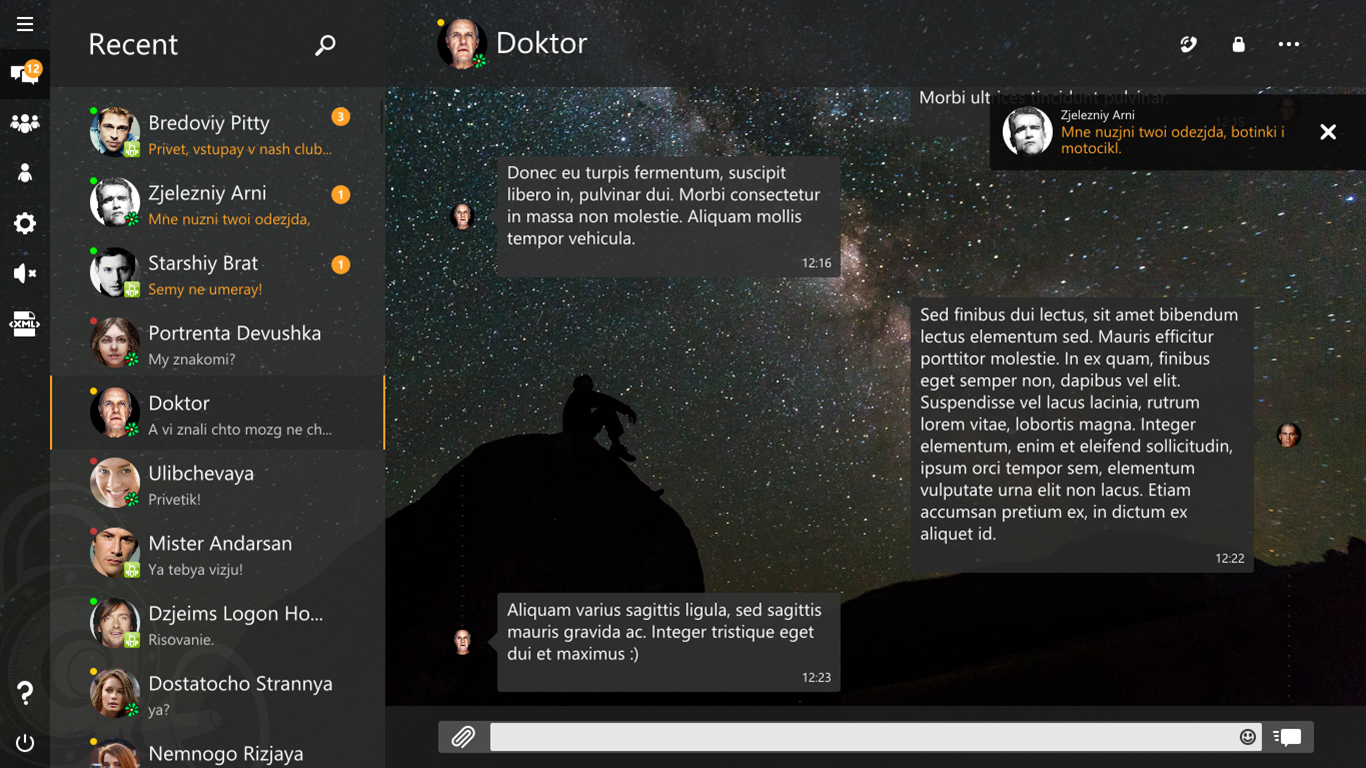 Recent
12
Bredoviy Pitty
3
Privet, vstupay v nash club...
Zjelezniy Arni
1
Mne nuzni twoi odezjda,
Starshiy Brat
1
Semy ne umeray!
Portrenta Devushka
My znakomi?
Doktor
A vi znali chto mozg ne ch...
Ulibchevaya
Privetik!
Mister Andarsan
Ya tebya vizju!
Dzjeims Logon Ho...
Risovanie.
Dostatocho Strannya
ya?
Nemnogo Rizjaya
XML
Doktor
Morbi ultrices tincidunt pulvinar.
12:15
Zjelezniy Arni
Mne nuzjni twoi odezjda, botinki i
motocikl.
Donec eu turpis fermentum, suscipit
libero in, pulvinar dui. Morbi consectetur
in massa non molestie. Aliquam mollis
tempor vehicula.
12:16
Sed finibus dui lectus, sit amet bibendum
lectus elementum sed. Mauris efficitur
porttitor molestie. In ex quam, finibus
eget semper non, dapibus vel elit.
Suspendisse vel lacus lacinia, rutrum
lorem vitae, lobortis magna. Integer
elementum, enim et eleifend sollicitudin,
ipsum orci tempor sem, elementum
vulputate urna elit non lacus. Etiam
accumsan pretium ex, in dictum ex
aliquet id.
12:22
Aliquam varius sagittis ligula, sed sagittis
mauris gravida ac. Integer tristique eget
dui et maximus :)
12:23